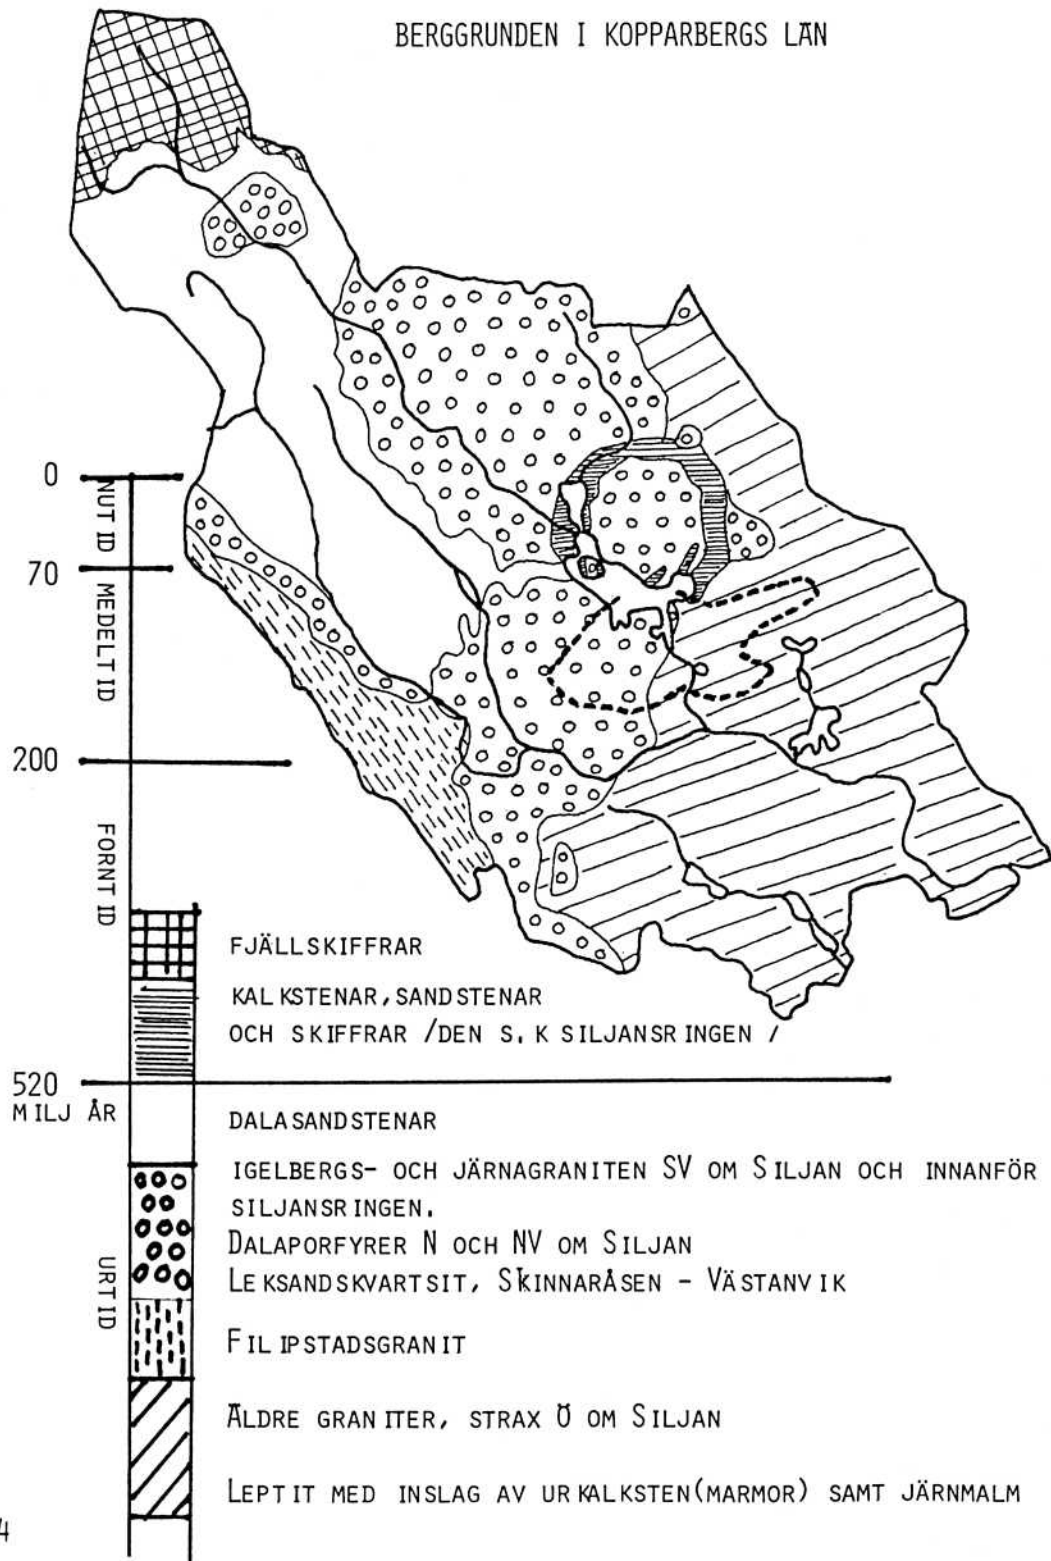 BERGGRUNDEN I KOPPARBERGS LÄN
0
NUTID
70
MEDELTID
200
FORNTID
FJÄLLSKIFFRAR
KALKSTENAR, SANDSTENAR
OCH SKIFFRAR /DEN S.K SILJANSRINGEN /
520
MILJ ÅR
DALASANDSTENAR
IGELBERGS- OCH JÄRNAGRANITEN SV OM SILJAN OCH INNANFÖR
SILJANSRINGEN.
DALAPORFYRER N OCH NV OM SILJAN
LEKSANDSKVARTSIT, SKINNARÅSEN - VÄSTANVIK
URTID
FILIPSTADSGRANIT
ÄLDRE GRANITER, STRAX Ö OM SILJAN
LEPTIT MED INSLAG AV URKALKSTEN(MARMOR) SAMT JÄRNMALM
4